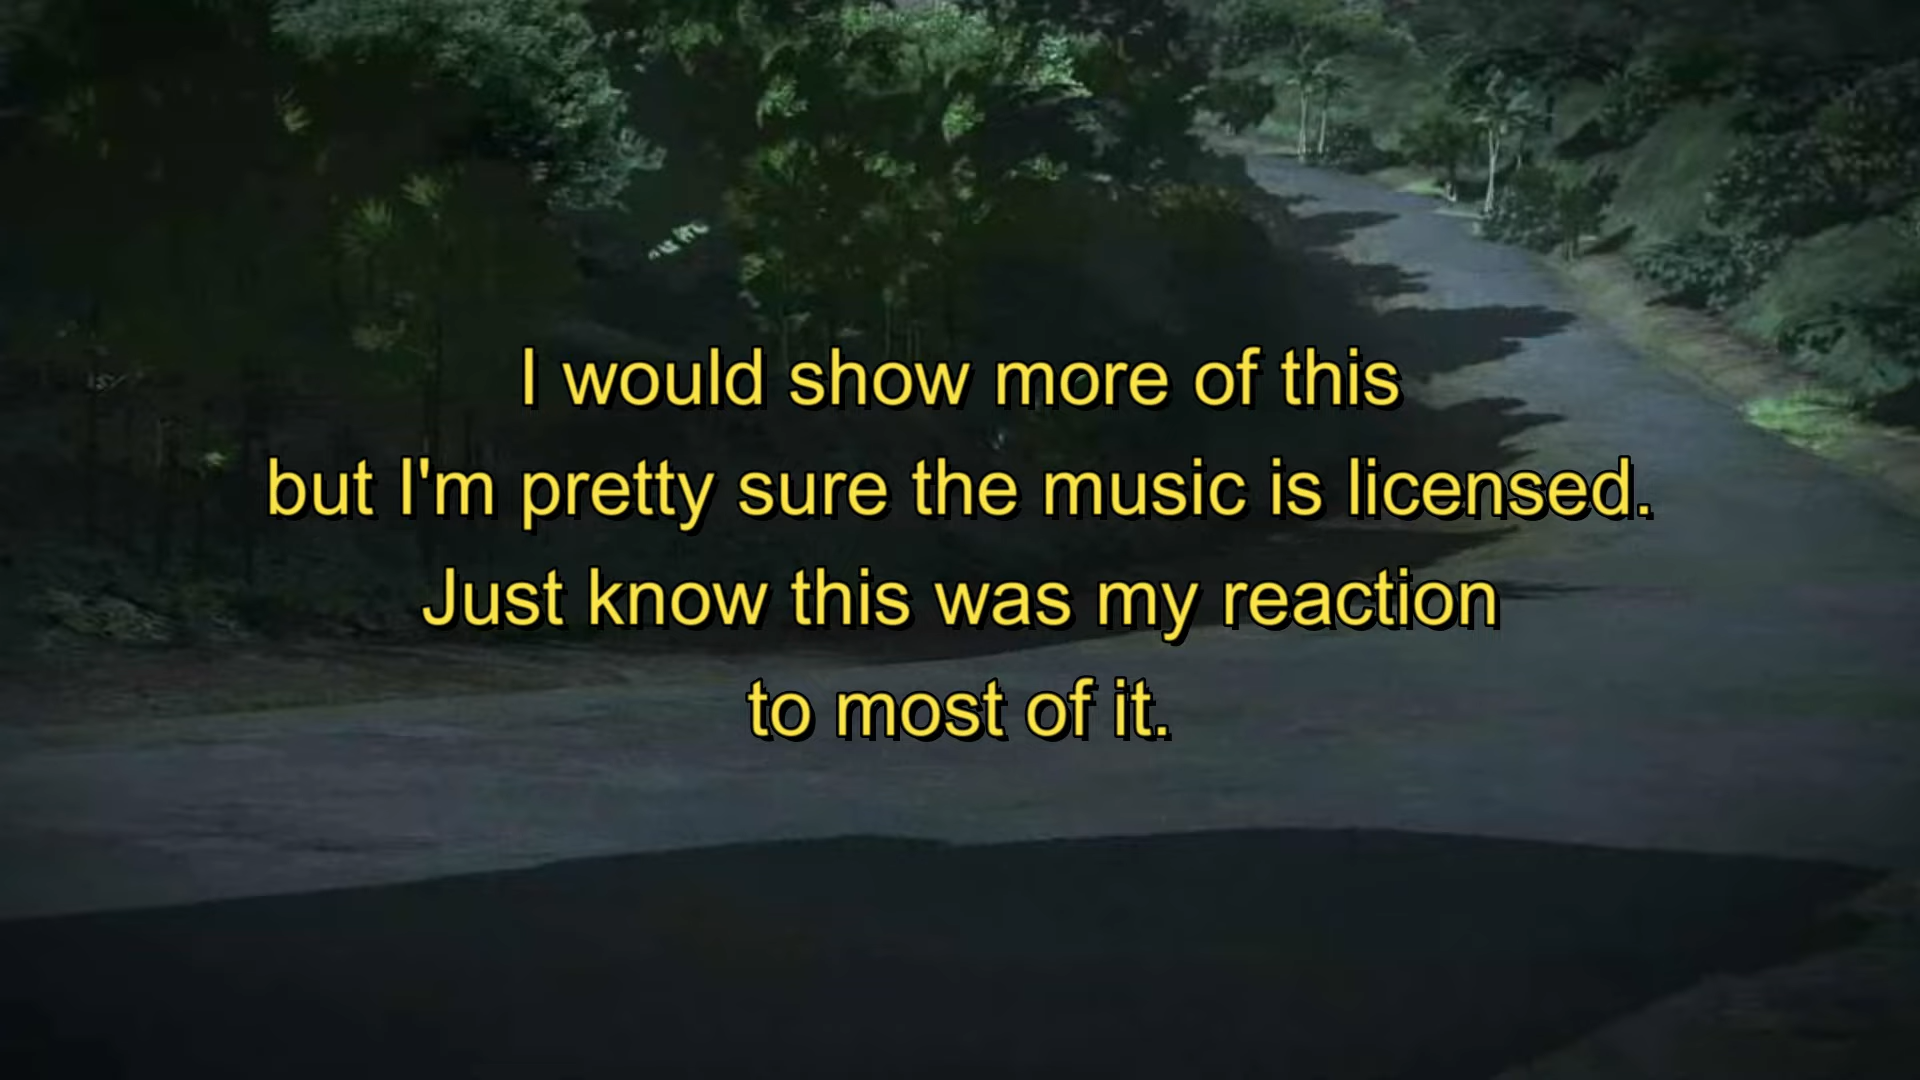 I would show more of this
but I'm pretty sure the music is licensed.
Just know this was my reaction
to most of it.